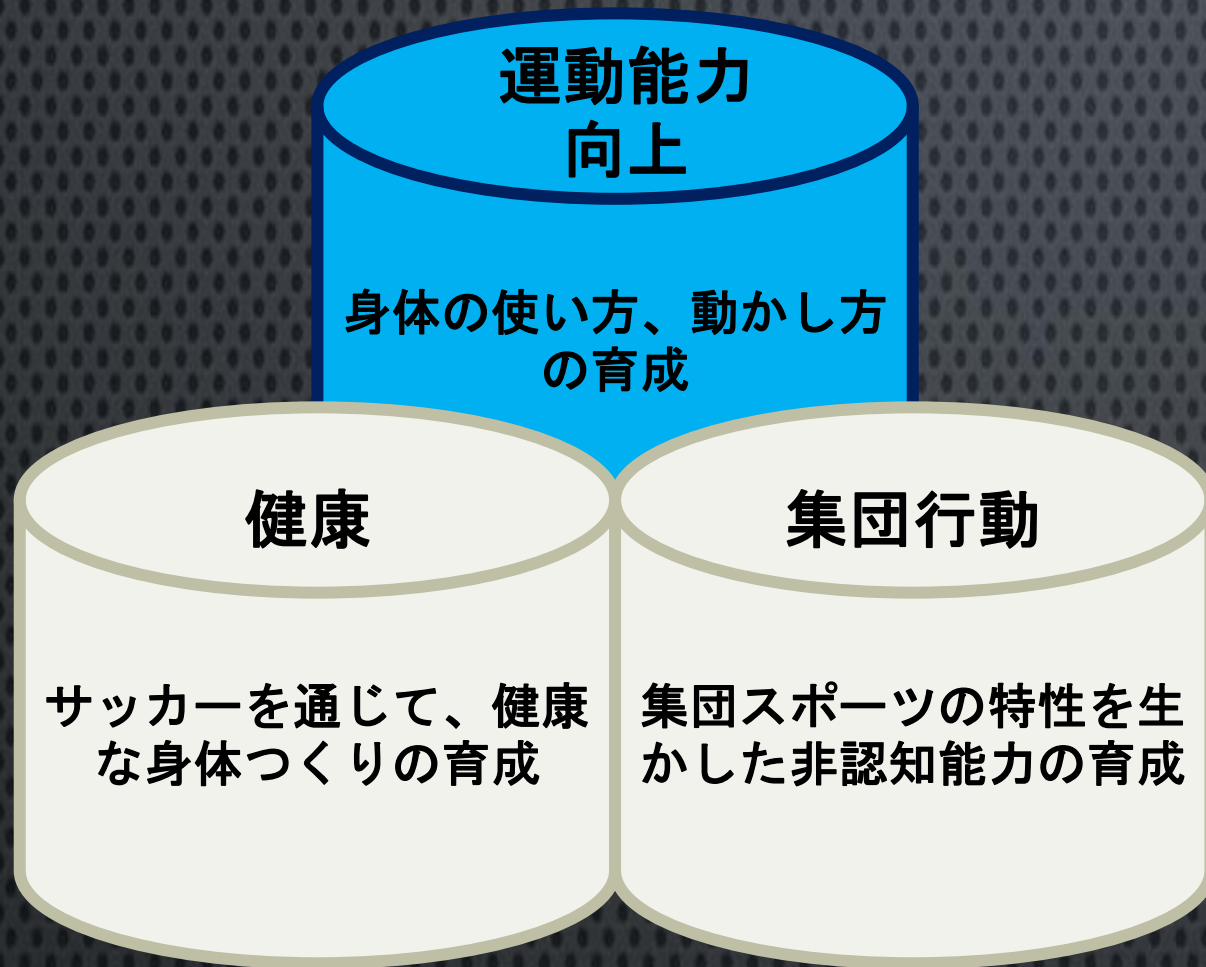 運動能力
向上
身体の使い方、動かし方
の育成
健康
サッカーを通じて、健康
な身体つくりの育成
集団行動
集団スポーツの特性を生
かした非認知能力の育成